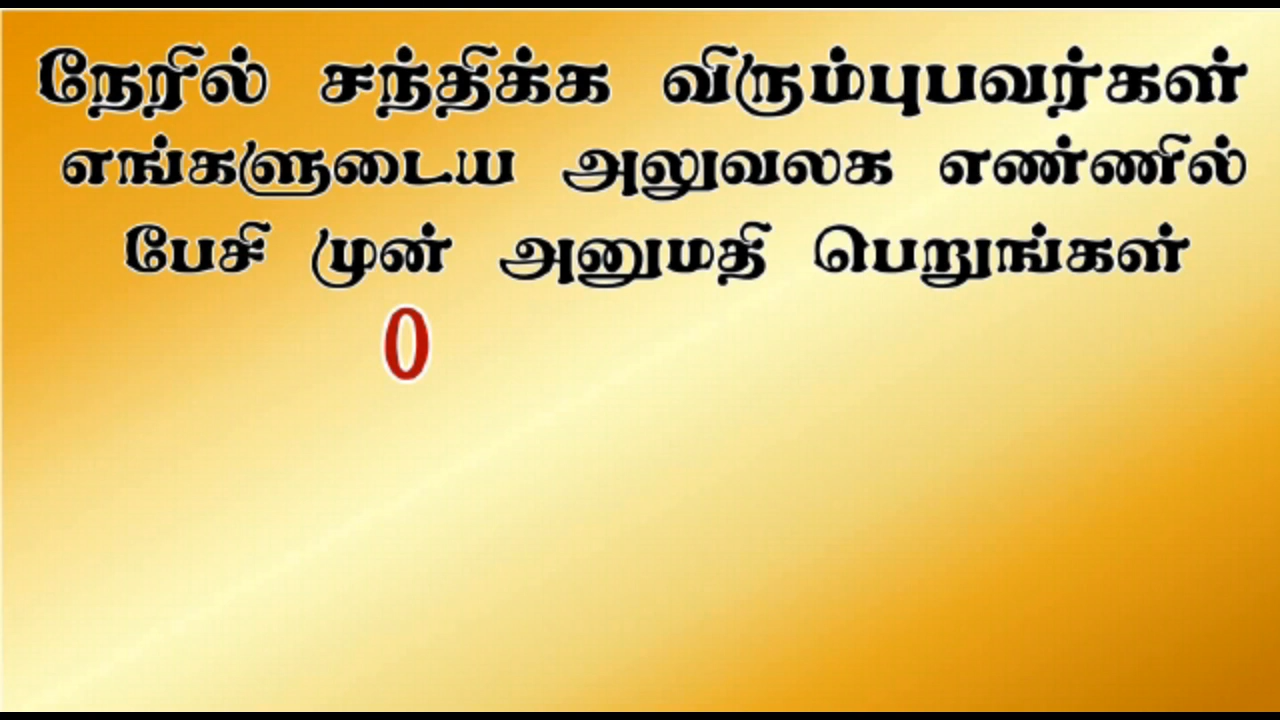 நேரில் சந்திக்க விரும்புபவர்கள்
எங்களுடைய அலுவலக எண்ணில்
பேசி முன் அனுமதி பெறுங்கள்
0